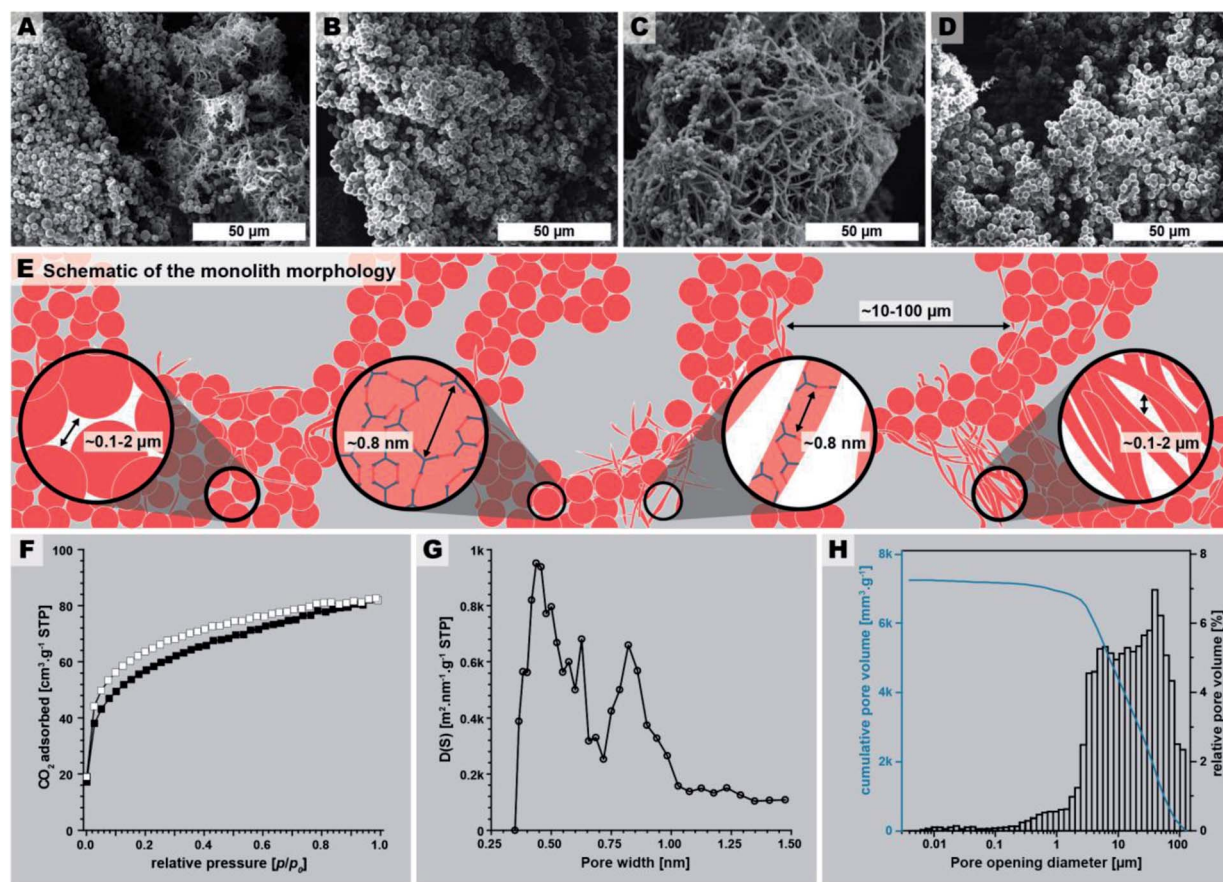 A
50 µm
B
50 µm
C
50 µm
D
50 µm
E Schematic of the monolith morphology
~10-100 µm
~0.1-2 µm
~0.8 nm
~0.8 nm
~0.1-2 µm
F
CO₂ adsorbed [cm³.g⁻¹ STP]
100
80
60
40
20
0
0.0 0.2 0.4 0.6 0.8 1.0
relative pressure [p/p₀]
G
D(S) [m².nm⁻¹.g⁻¹ STP]
1k
0.8k
0.6k
0.4k
0.2k
0
0.25 0.50 0.75 1.00 1.25 1.50
Pore width [nm]
H
cumulative pore volume [mm³.g⁻¹]
8k
6k
4k
2k
0
8
6
4
2
0
relative pore volume [%]
0.01 0.1 1 10 100
Pore opening diameter [µm]